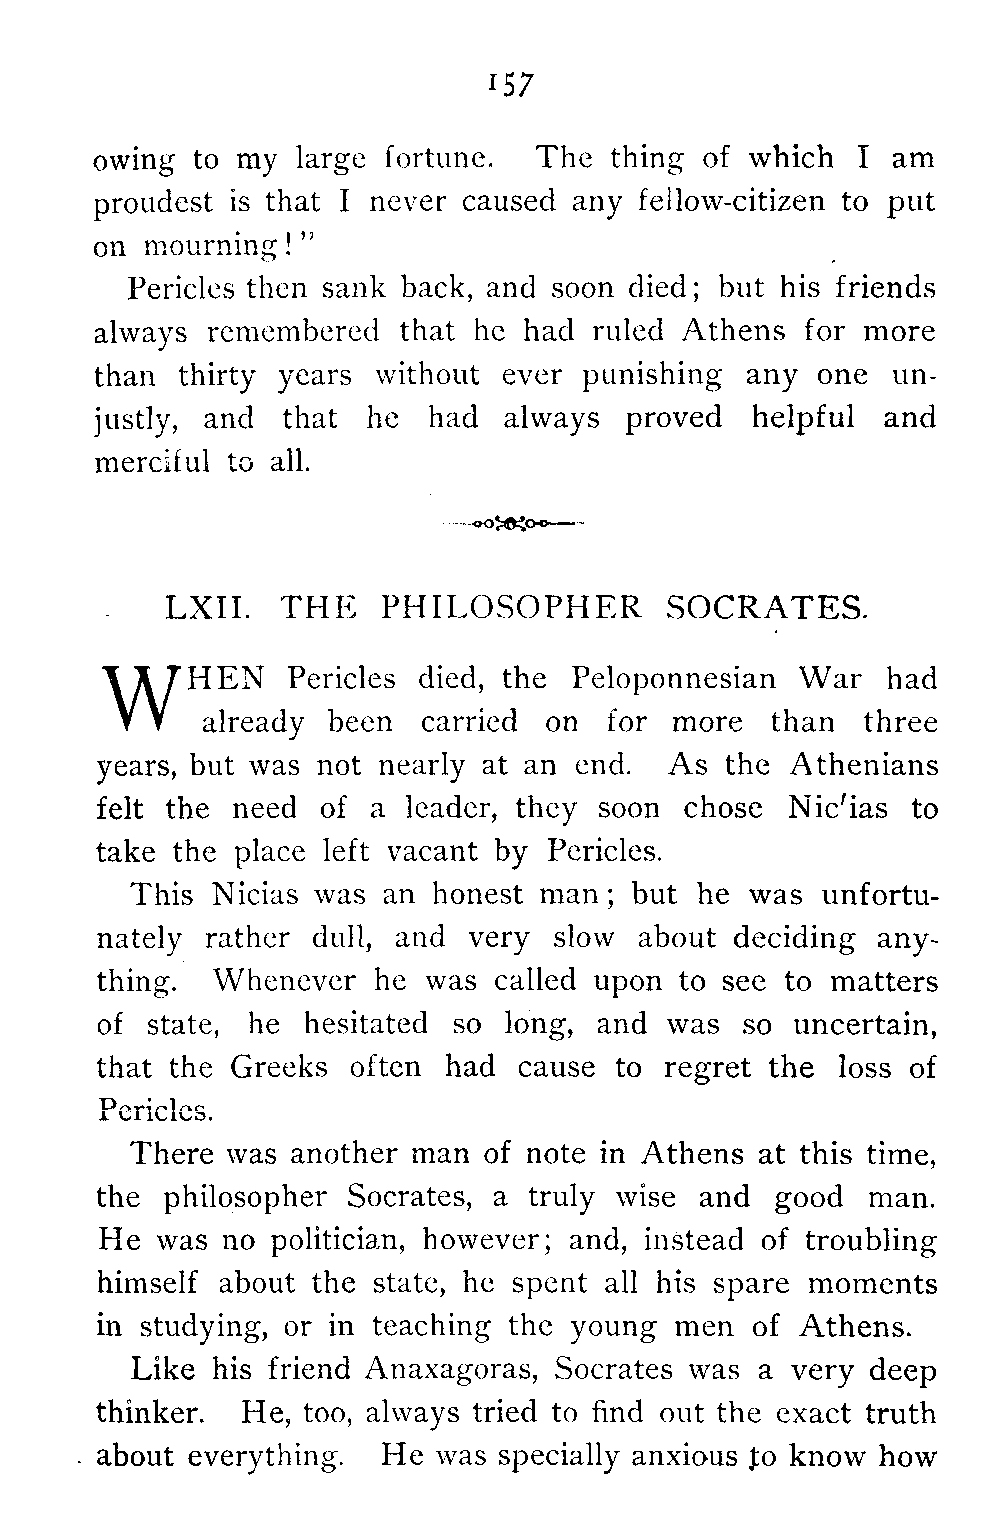 157
owing to my large fortune. The thing of which I am
proudest is that I never caused any fellow-citizen to put
on mourning!”
Pericles then sank back, and soon died; but his friends
always remembered that he had ruled Athens for more
than thirty years without ever punishing any one un-
justly, and that he had always proved helpful and
merciful to all.
LXII. THE PHILOSOPHER SOCRATES.
WHEN Pericles died, the Peloponnesian War had
already been carried on for more than three
years, but was not nearly at an end. As the Athenians
felt the need of a leader, they soon chose Nic′ias to
take the place left vacant by Pericles.
This Nicias was an honest man; but he was unfortu-
nately rather dull, and very slow about deciding any-
thing. Whenever he was called upon to see to matters
of state, he hesitated so long, and was so uncertain,
that the Greeks often had cause to regret the loss of
Pericles.
There was another man of note in Athens at this time,
the philosopher Socrates, a truly wise and good man.
He was no politician, however; and, instead of troubling
himself about the state, he spent all his spare moments
in studying, or in teaching the young men of Athens.
Like his friend Anaxagoras, Socrates was a very deep
thinker. He, too, always tried to find out the exact truth
about everything. He was specially anxious to know how